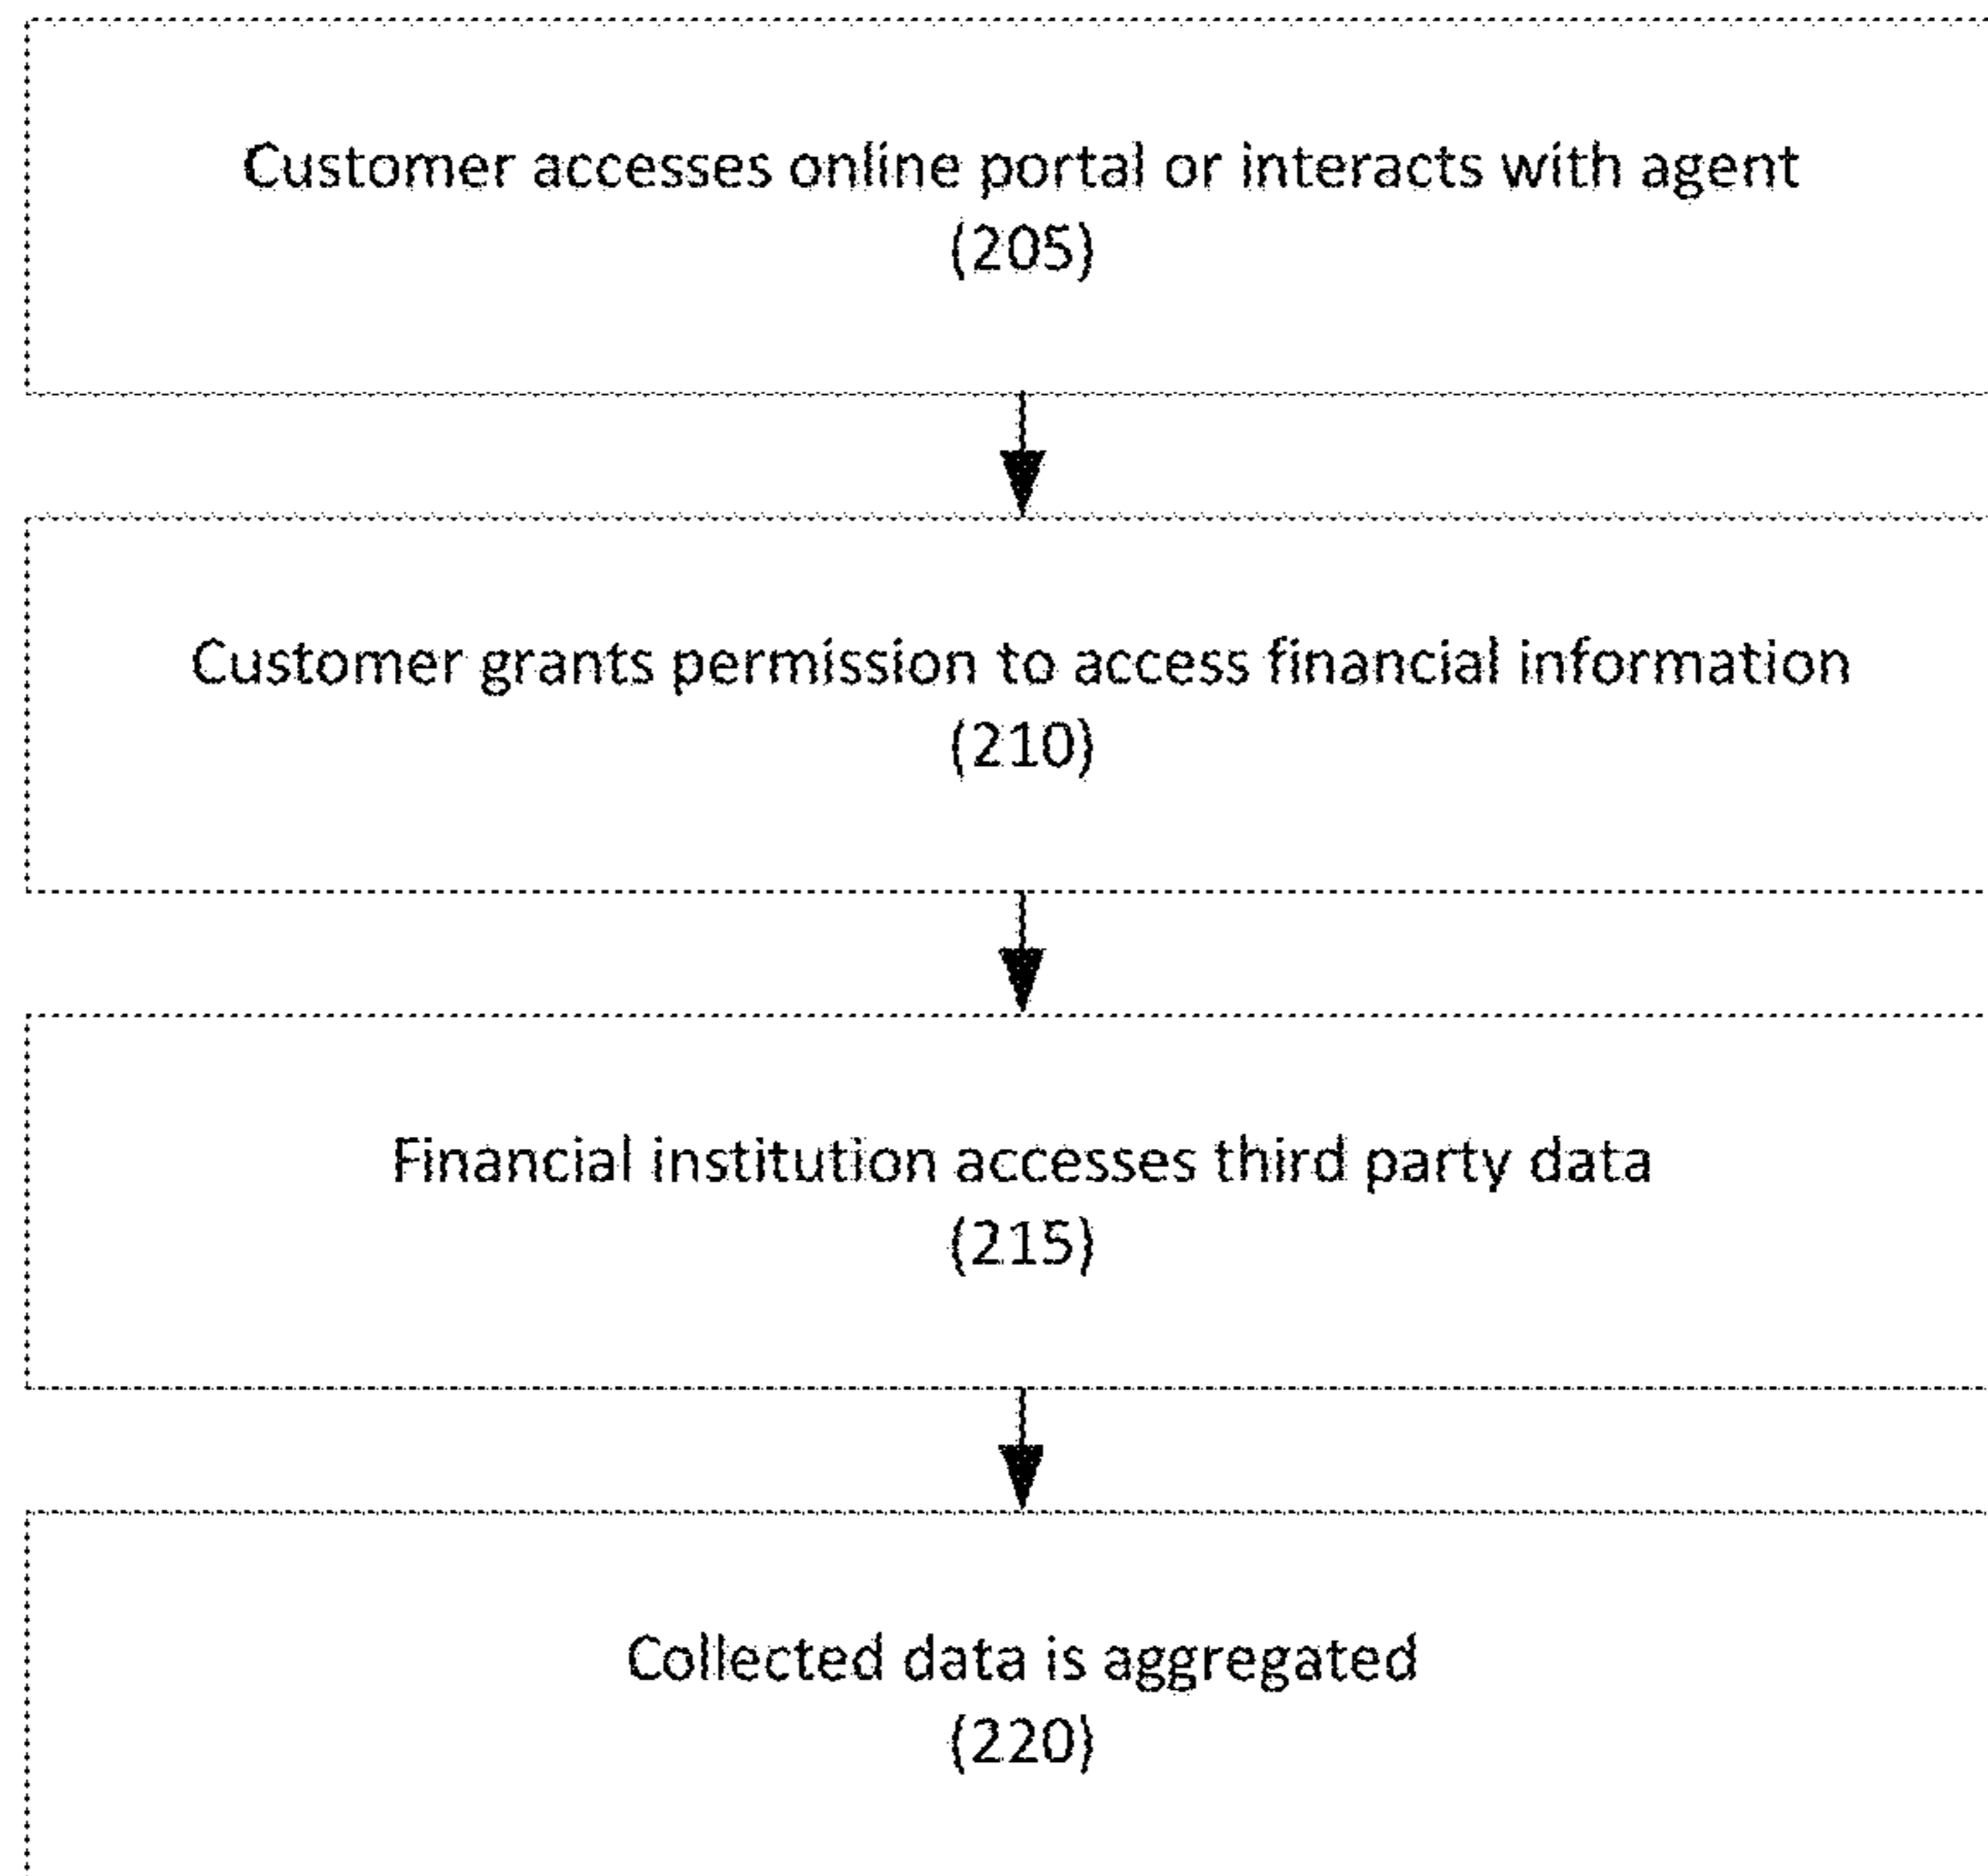 Customer accesses online portal or interacts with agent
(205)
Customer grants permission to access financial information
(210)
Financial institution accesses third party data
(215)
Collected data is aggregated
(220)